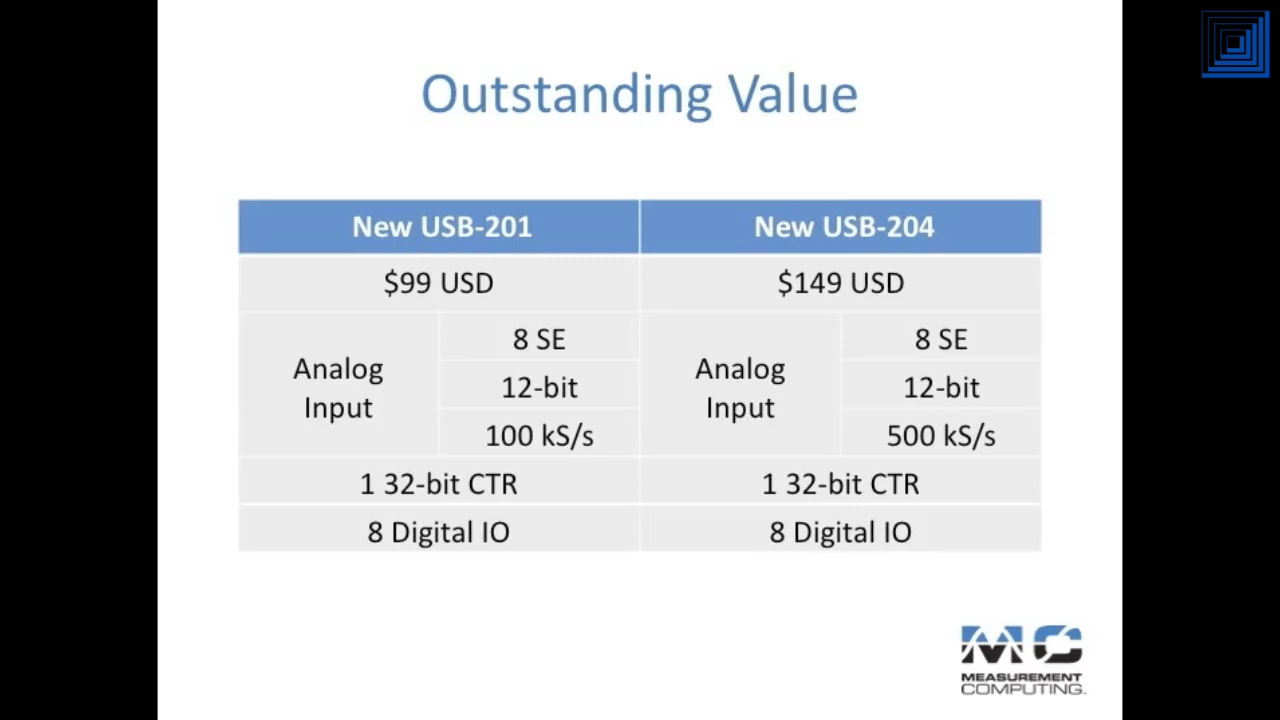 Outstanding Value
New USB-201 New USB-204
$99 USD $149 USD
Analog Input 8 SE Analog Input 8 SE
12-bit 12-bit
100 kS/s 500 kS/s
1 32-bit CTR 1 32-bit CTR
8 Digital IO 8 Digital IO
MC
MEASUREMENT
COMPUTING.